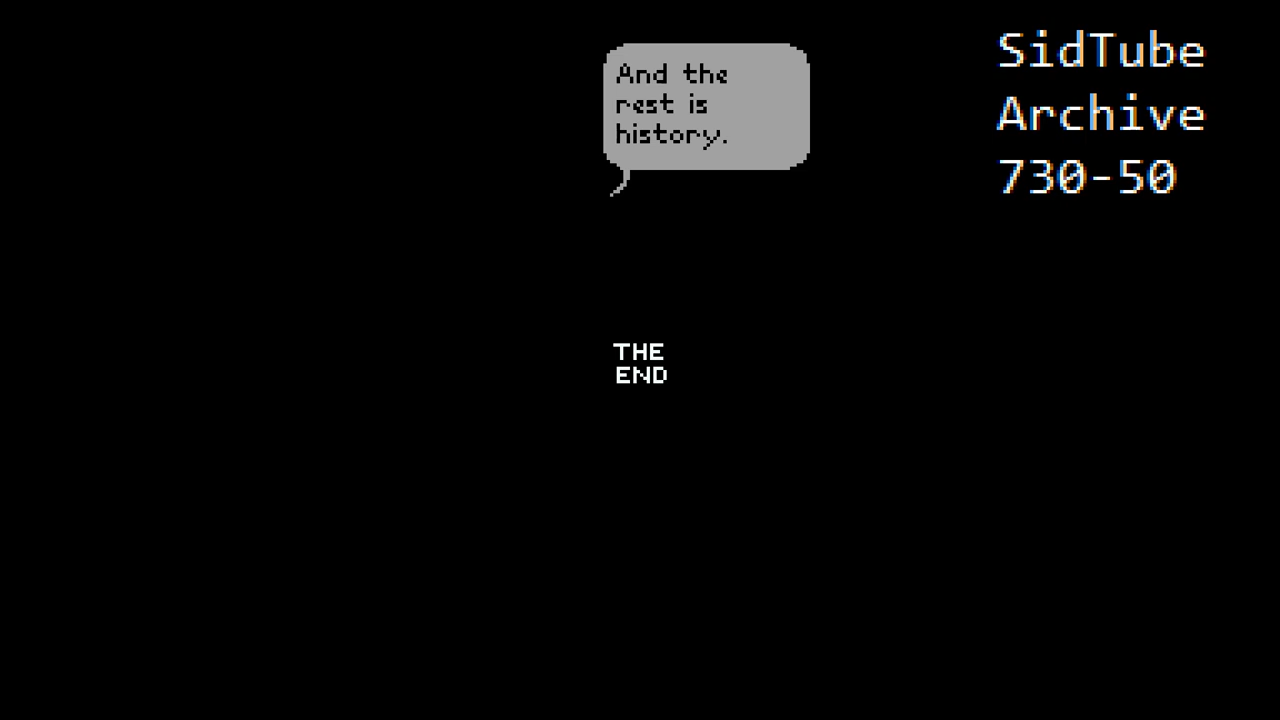 And the
rest is
history.
SidTube
Archive
730-50
THE
END